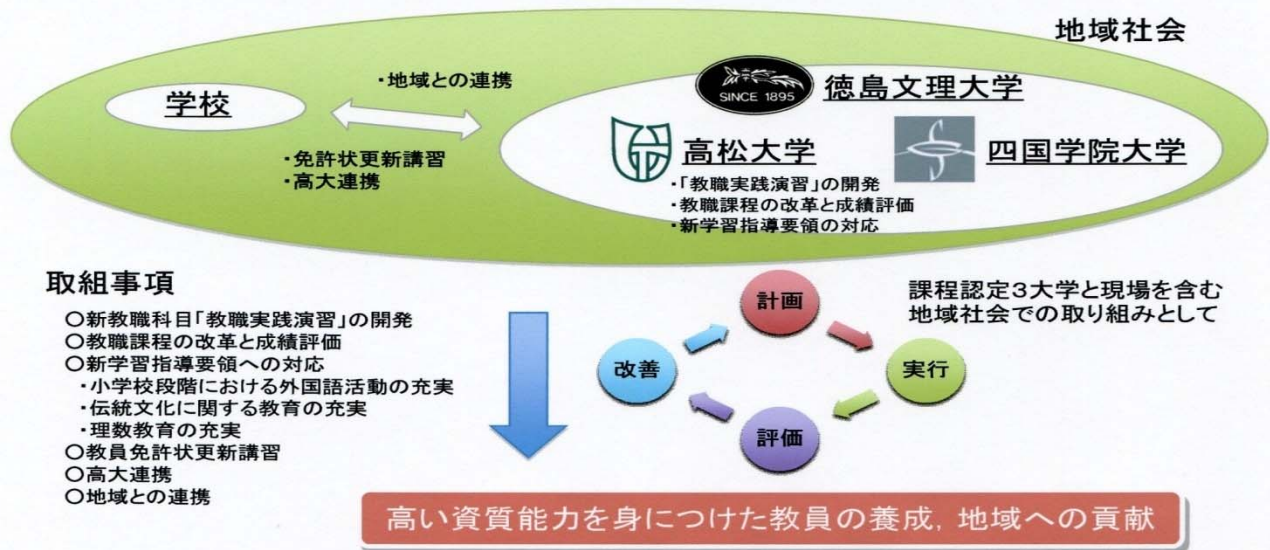 地域社会
・地域との連携
学校
SINCE 1895
徳島文理大学
・免許状更新講習
・高大連携
高松大学
四国学院大学
・「教職実践演習」の開発
・教職課程の改革と成績評価
・新学習指導要領の対応
取組事項
○新教職科目「教職実践演習」の開発
○教職課程の改革と成績評価
○新学習指導要領への対応
・小学校段階における外国語活動の充実
・伝統文化に関する教育の充実
・理数教育の充実
○教員免許状更新講習
○高大連携
○地域との連携
計画
実行
評価
改善
課程認定3大学と現場を含む
地域社会での取り組みとして
高い資質能力を身につけた教員の養成,地域への貢献